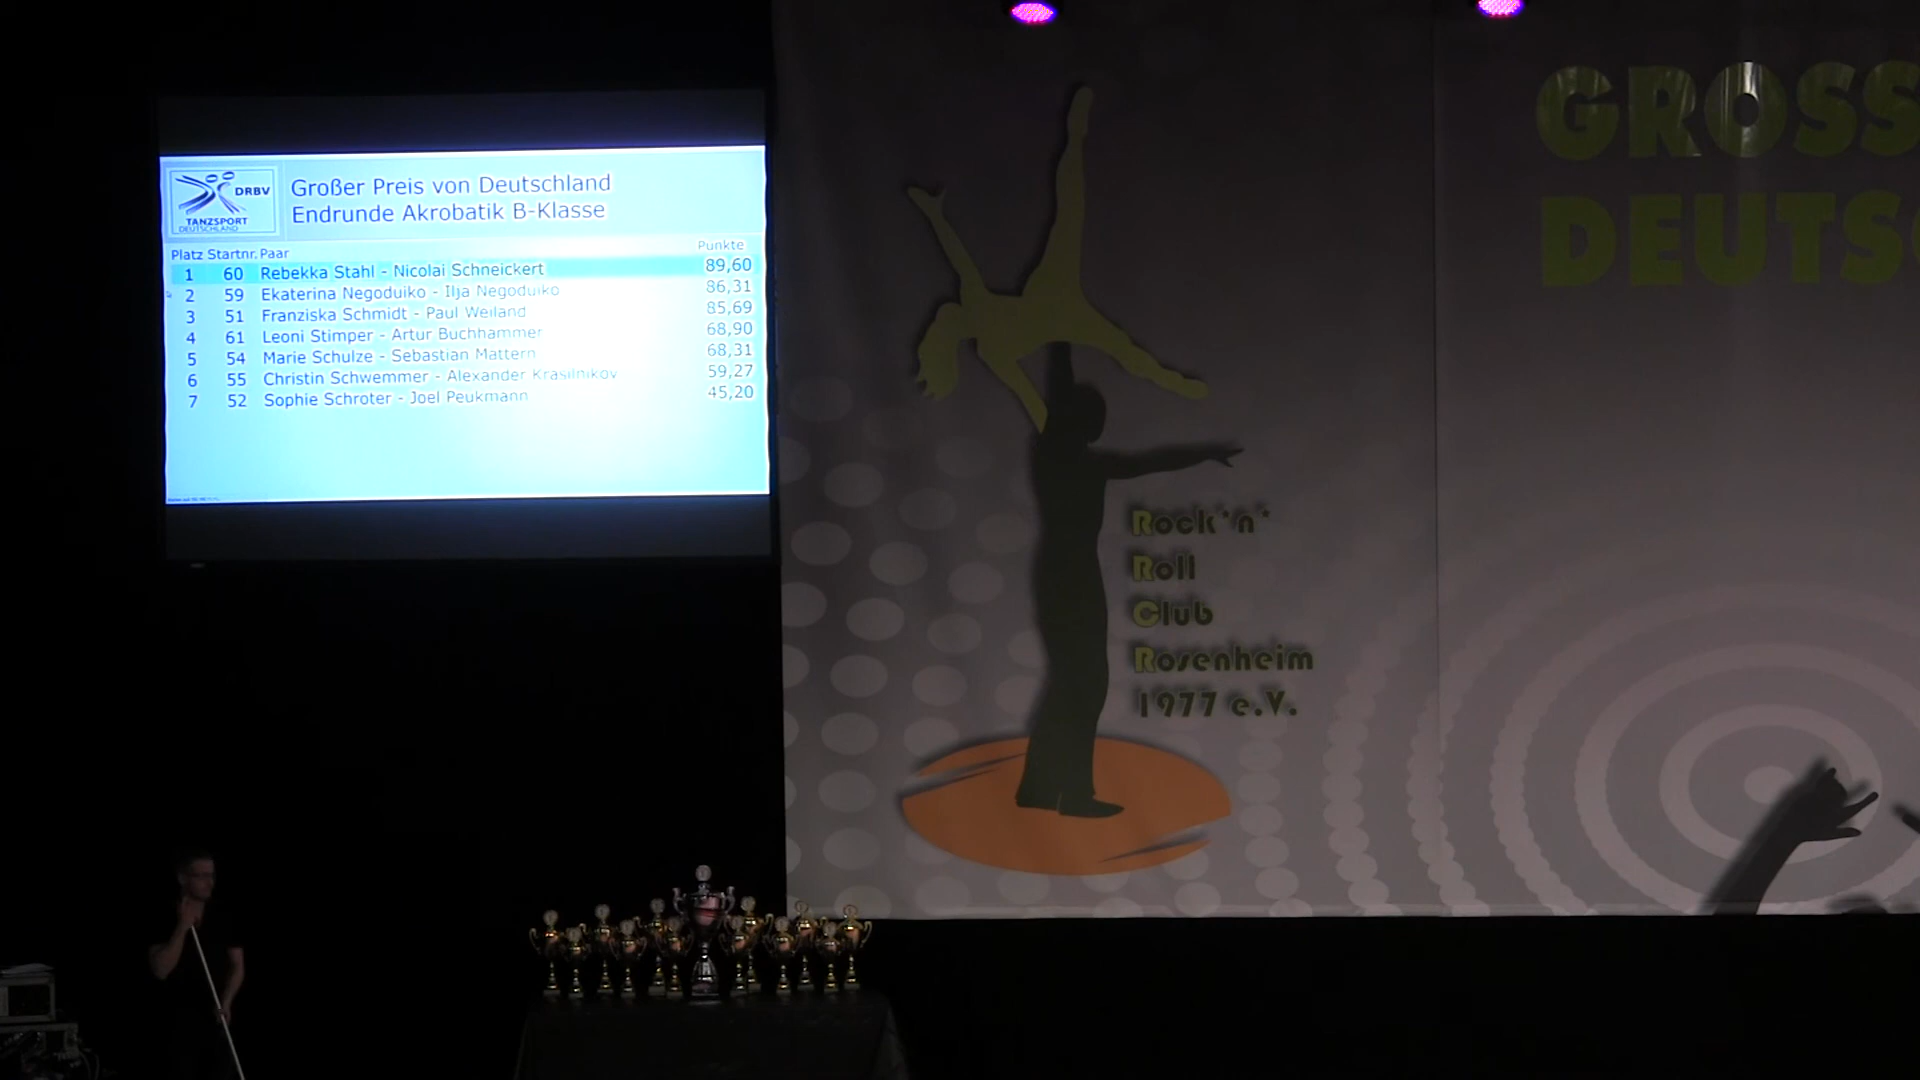 DRBV
TANZSPORT
DEUTSCHLAND
Großer Preis von Deutschland
Endrunde Akrobatik B-Klasse
Platz Startnr. Paar Punkte
1 60 Rebekka Stahl - Nicolai Schneickert 89,60
2 59 Ekaterina Negoduiko - Ilja Negoduiko 86,31
3 51 Franziska Schmidt - Paul Weiland 85,69
4 61 Leoni Stimper - Artur Buchhammer 68,90
5 54 Marie Schulze - Sebastian Mattern 68,31
6 55 Christin Schwemmer - Alexander Krasilnikov 59,27
7 52 Sophie Schroter - Joel Peukmann 45,20
GROSS
DEUTSC
Rock'n'
Roll
Club
Rosenheim
1977 e.V.